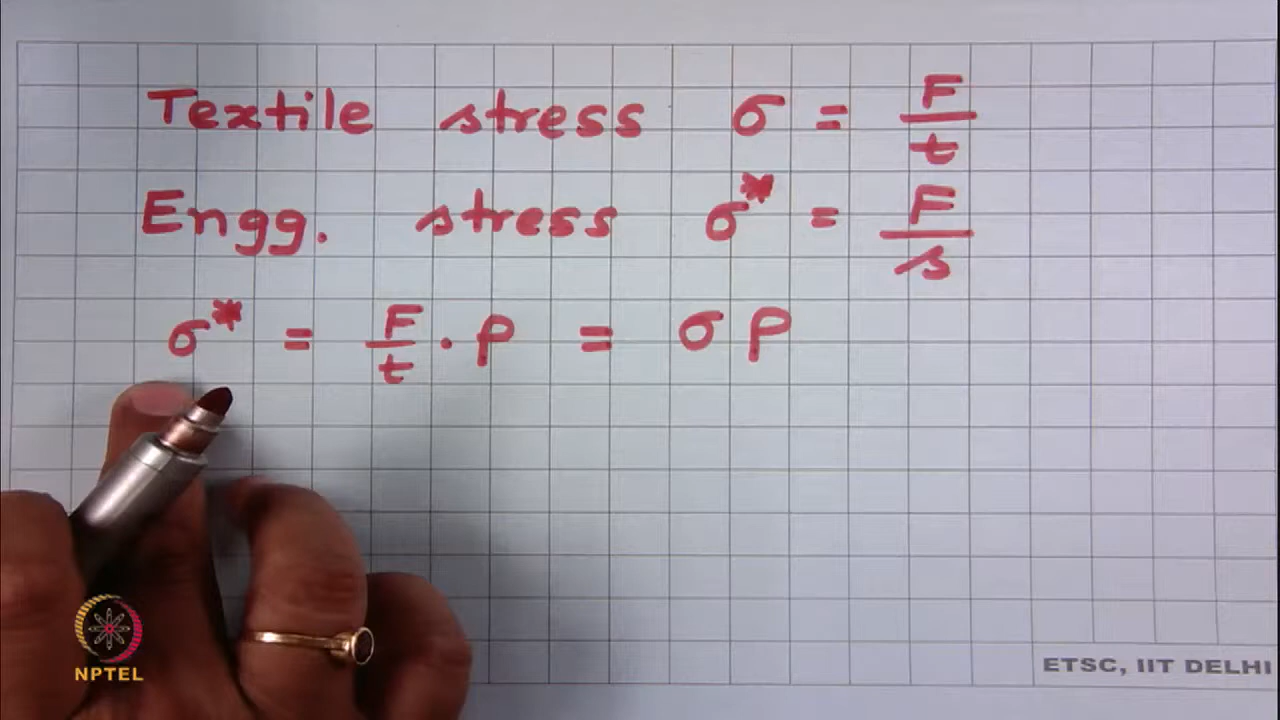 Textile stress σ = F/t
Engg. stress σ* = F/s
σ* = F/t . ρ = σ ρ
NPTEL
ETSC, IIT DELHI